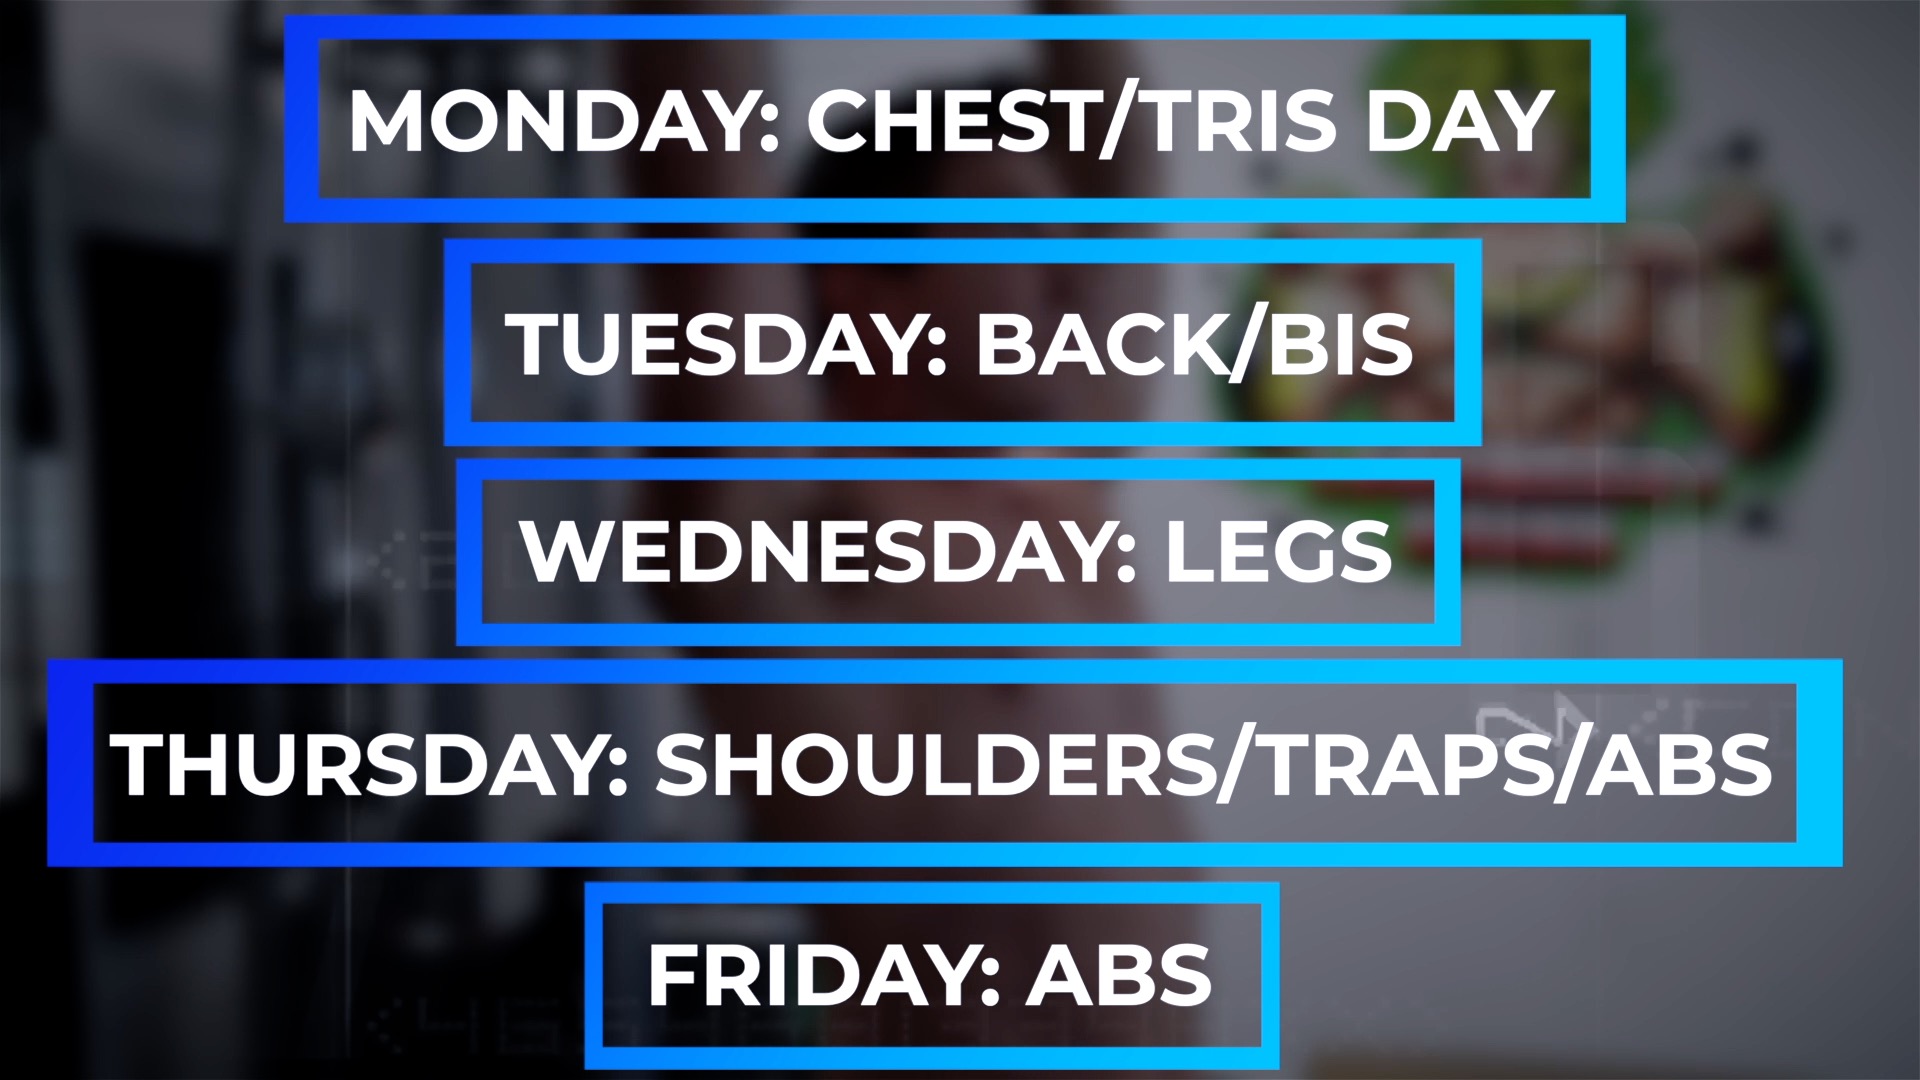 MONDAY: CHEST/TRIS DAY
TUESDAY: BACK/BIS
WEDNESDAY: LEGS
THURSDAY: SHOULDERS/TRAPS/ABS
FRIDAY: ABS